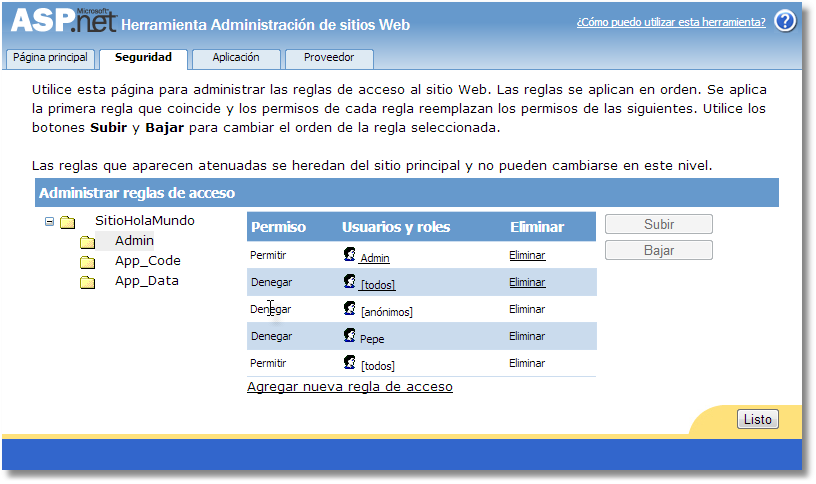 Microsoft
ASP.net Herramienta Administración de sitios Web
¿Cómo puedo utilizar esta herramienta? ?
Página principal Seguridad Aplicación Proveedor
Utilice esta página para administrar las reglas de acceso al sitio Web. Las reglas se aplican en orden. Se aplica
la primera regla que coincide y los permisos de cada regla reemplazan los permisos de las siguientes. Utilice los
botones Subir y Bajar para cambiar el orden de la regla seleccionada.
Las reglas que aparecen atenuadas se heredan del sitio principal y no pueden cambiarse en este nivel.
Administrar reglas de acceso
SitioHolaMundo
Admin
App_Code
App_Data
Permiso Usuarios y roles Eliminar
Permitir Admin Eliminar
Denegar [todos] Eliminar
Denegar [anónimos] Eliminar
Denegar Pepe Eliminar
Permitir [todos] Eliminar
Agregar nueva regla de acceso
Subir
Bajar
Listo